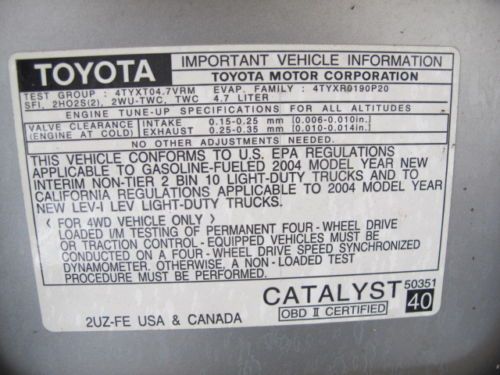 TOYOTA
IMPORTANT VEHICLE INFORMATION
TOYOTA MOTOR CORPORATION
TEST GROUP : 4TYXT04.7VRM EVAP. FAMILY : 4TYXR0190P20
SFI, 2HO2S(2), 2WU-TWC, TWC 4.7 LITER
ENGINE TUNE-UP SPECIFICATIONS FOR ALL ALTITUDES
VALVE CLEARANCE INTAKE 0.15-0.25 mm [0.006-0.010in.]
(ENGINE AT COLD) EXHAUST 0.25-0.35 mm [0.010-0.014in.]
NO OTHER ADJUSTMENTS NEEDED.
THIS VEHICLE CONFORMS TO U.S. EPA REGULATIONS
APPLICABLE TO GASOLINE-FUELED 2004 MODEL YEAR NEW
INTERIM NON-TIER 2 BIN 10 LIGHT-DUTY TRUCKS AND TO
CALIFORNIA REGULATIONS APPLICABLE TO 2004 MODEL YEAR
NEW LEV-I LEV LIGHT-DUTY TRUCKS.
〈 FOR 4WD VEHICLE ONLY 〉
LOADED I/M TESTING OF PERMANENT FOUR-WHEEL DRIVE
OR TRACTION CONTROL-EQUIPPED VEHICLES MUST BE
CONDUCTED ON A FOUR-WHEEL DRIVE SPEED SYNCHRONIZED
DYNAMOMETER. OTHERWISE, A NON-LOADED TEST
PROCEDURE MUST BE PERFORMED.
CATALYST 50351
40
OBD II CERTIFIED
2UZ-FE USA & CANADA